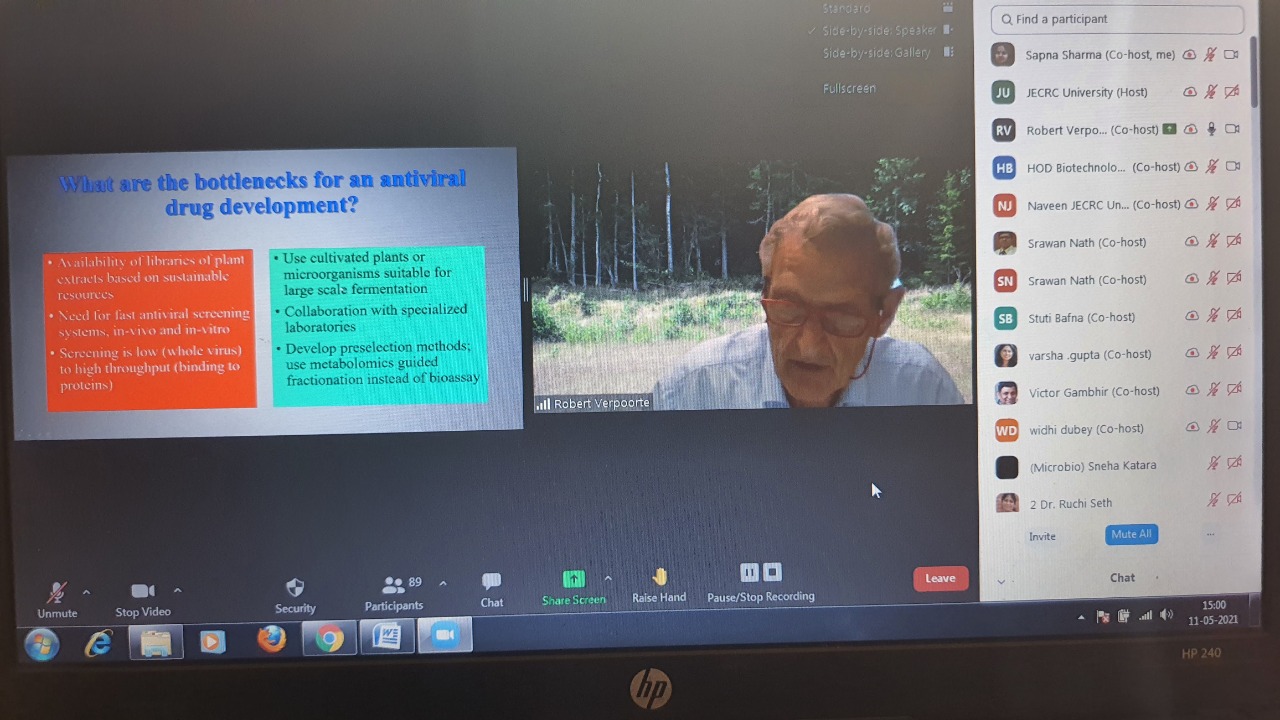 Standard
Side-by-side: Speaker
Side-by-side: Gallery
Fullscreen
What are the bottlenecks for an antiviral
drug development?
• Availability of libraries of plant
extracts based on sustainable
resources
• Need for fast antiviral screening
systems, in-vivo and in-vitro
• Screening is low (whole virus)
to high throughput (binding to
proteins)
• Use cultivated plants or
microorganisms suitable for
large scale fermentation
• Collaboration with specialized
laboratories
• Develop preselection methods;
use metabolomics guided
fractionation instead of bioassay
Robert Verpoorte
Find a participant
Sapna Sharma (Co-host, me)
JU JECRC University (Host)
RV Robert Verpo... (Co-host)
HB HOD Biotechnolo... (Co-host)
NJ Naveen JECRC Un... (Co-host)
Srawan Nath (Co-host)
SN Srawan Nath (Co-host)
SB Stuti Bafna (Co-host)
varsha .gupta (Co-host)
Victor Gambhir (Co-host)
WD widhi dubey (Co-host)
(Microbio) Sneha Katara
2 Dr. Ruchi Seth
Invite Mute All ...
Chat
Unmute
Stop Video
Security
89
Participants
Chat
Share Screen
Raise Hand
Pause/Stop Recording
Leave
15:00
11-05-2021
HP 240
hp